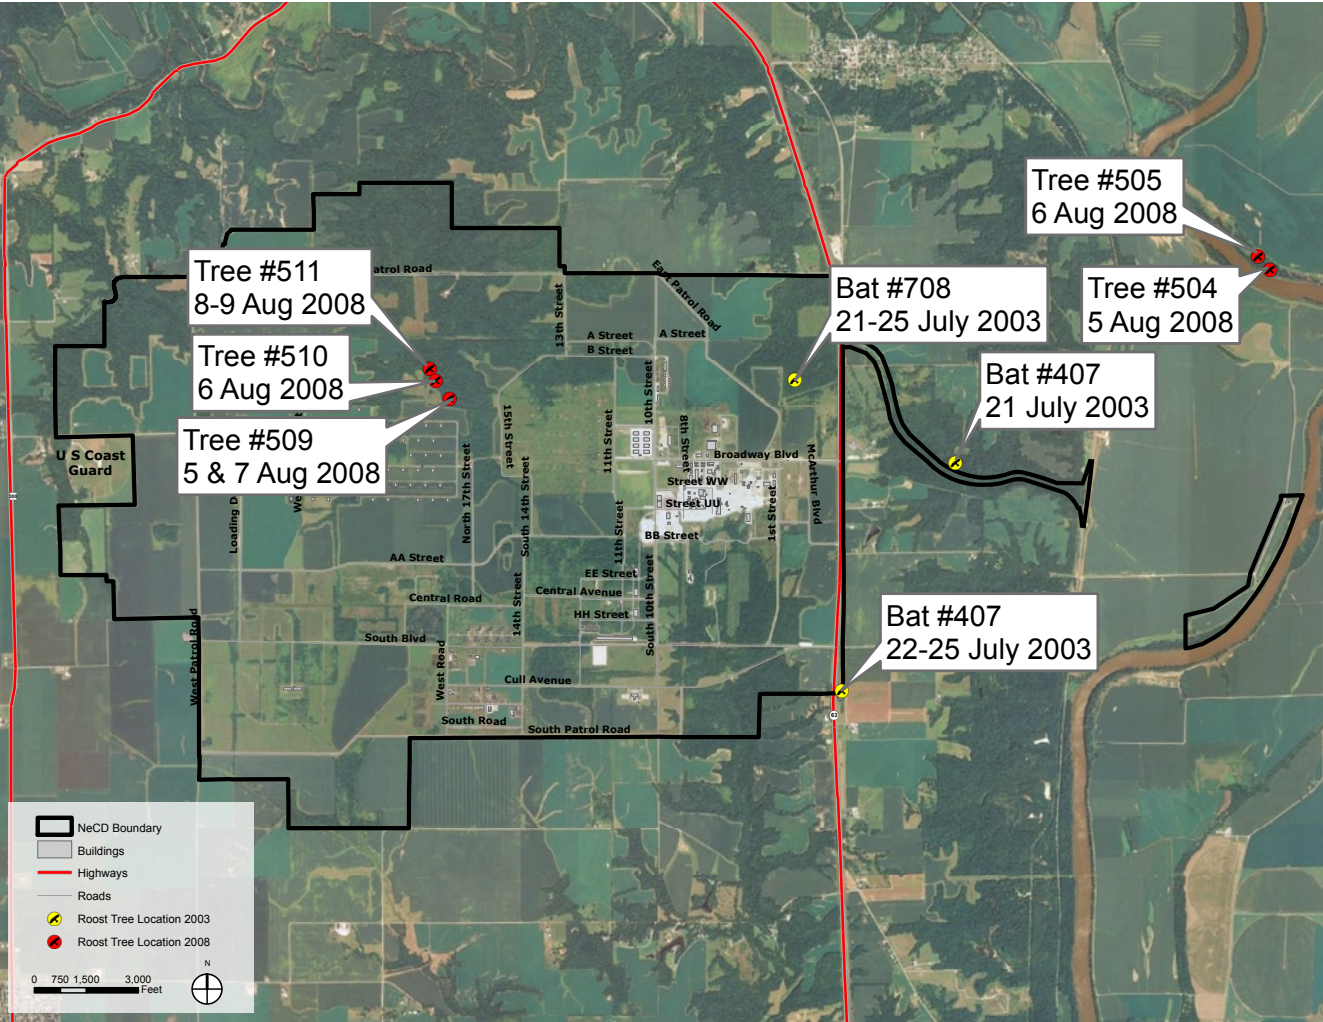 Tree #505
6 Aug 2008
Tree #504
5 Aug 2008
Tree #511
8-9 Aug 2008
Tree #510
6 Aug 2008
Tree #509
5 & 7 Aug 2008
Bat #708
21-25 July 2003
Bat #407
21 July 2003
Bat #407
22-25 July 2003
atrol Road
East Patrol Road
13th Street
A Street
A Street
B Street
10th Street
15th Street
11th Street
8th Street
U S Coast
Guard
Broadway Blvd
McArthur Blvd
Street WW
Street UU
1st Street
BB Street
Loading D
We
t
North 17th Street
South 14th Street
11th Street
AA Street
EE Street
Central Avenue
Central Road
14th Street
HH Street
South 10th Street
South Blvd
West Patrol Road
West Road
Cull Avenue
South Road
South Patrol Road
63
NeCD Boundary
Buildings
Highways
Roads
Roost Tree Location 2003
Roost Tree Location 2008
N
0 750 1,500 3,000
Feet